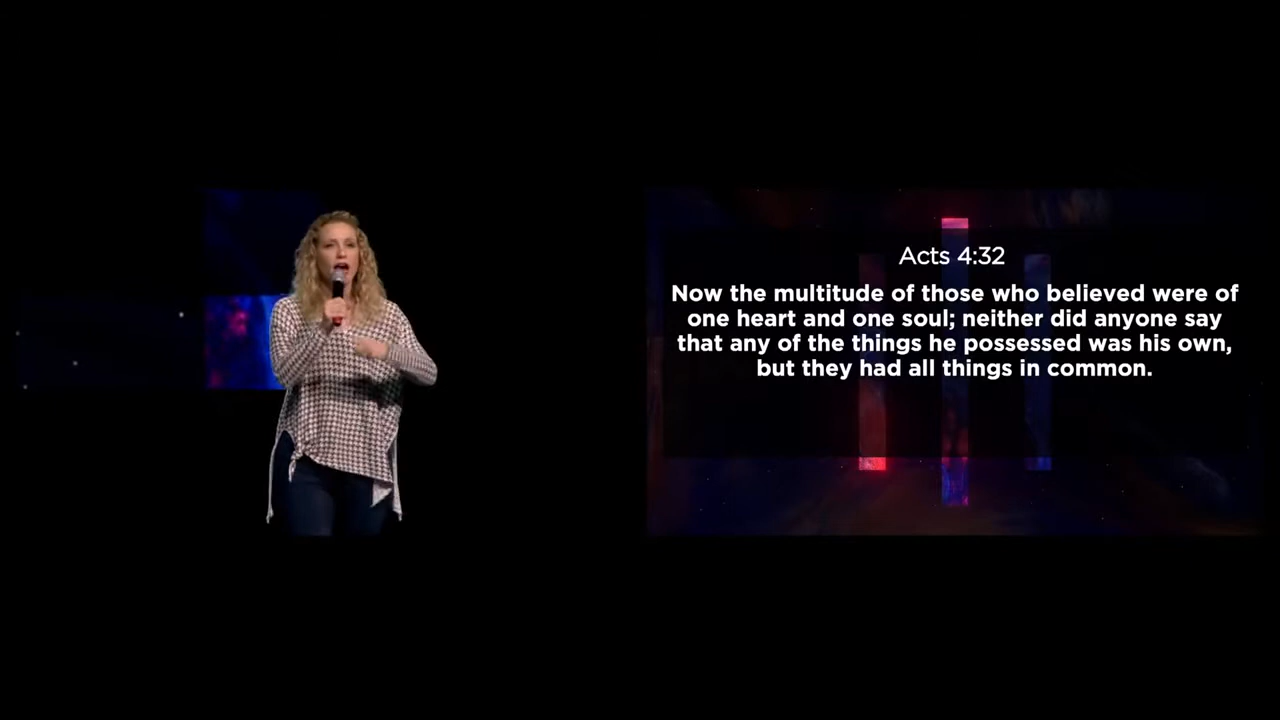 Acts 4:32
Now the multitude of those who believed were of
one heart and one soul; neither did anyone say
that any of the things he possessed was his own,
but they had all things in common.